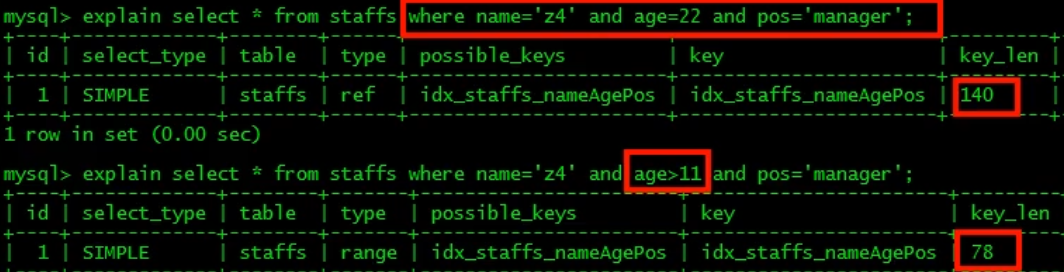 mysql> explain select * from staffs where name='z4' and age=22 and pos='manager';
+----+-------------+--------+------+-----------------------+-----------------------+---------+
| id | select_type | table | type | possible_keys | key | key_len |
+----+-------------+--------+------+-----------------------+-----------------------+---------+
| 1 | SIMPLE | staffs | ref | idx_staffs_nameAgePos | idx_staffs_nameAgePos | 140 |
+----+-------------+--------+------+-----------------------+-----------------------+---------+
1 row in set (0.00 sec)
mysql> explain select * from staffs where name='z4' and age>11 and pos='manager';
+----+-------------+--------+-------+-----------------------+-----------------------+---------+
| id | select_type | table | type | possible_keys | key | key_len
+----+-------------+--------+-------+-----------------------+-----------------------+---------+
| 1 | SIMPLE | staffs | range | idx_staffs_nameAgePos | idx_staffs_nameAgePos | 78